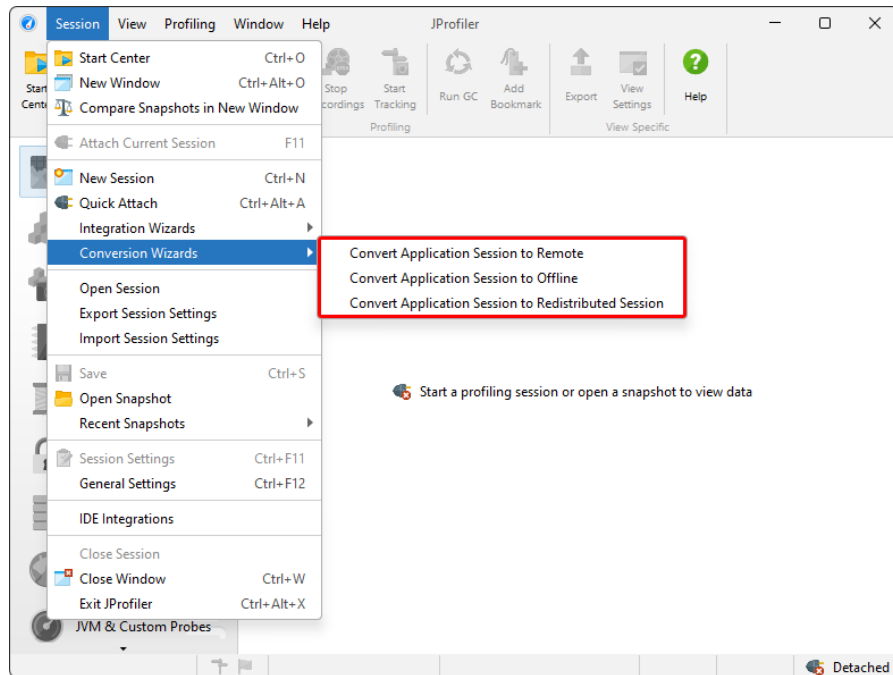 Session View Profiling Window Help JProfiler
Start Center Ctrl+O
New Window Ctrl+Alt+O
Compare Snapshots in New Window
Attach Current Session F11
New Session Ctrl+N
Quick Attach Ctrl+Alt+A
Integration Wizards
Conversion Wizards
Open Session
Export Session Settings
Import Session Settings
Save Ctrl+S
Open Snapshot
Recent Snapshots
Session Settings Ctrl+F11
General Settings Ctrl+F12
IDE Integrations
Close Session
Close Window Ctrl+W
Exit JProfiler Ctrl+Alt+X
JVM & Custom Probes
Start
Cente
Stop
cordings
Start
Tracking
Run GC
Add
Bookmark
Export
View
Settings
Help
Profiling
View Specific
Convert Application Session to Remote
Convert Application Session to Offline
Convert Application Session to Redistributed Session
Start a profiling session or open a snapshot to view data
Detached